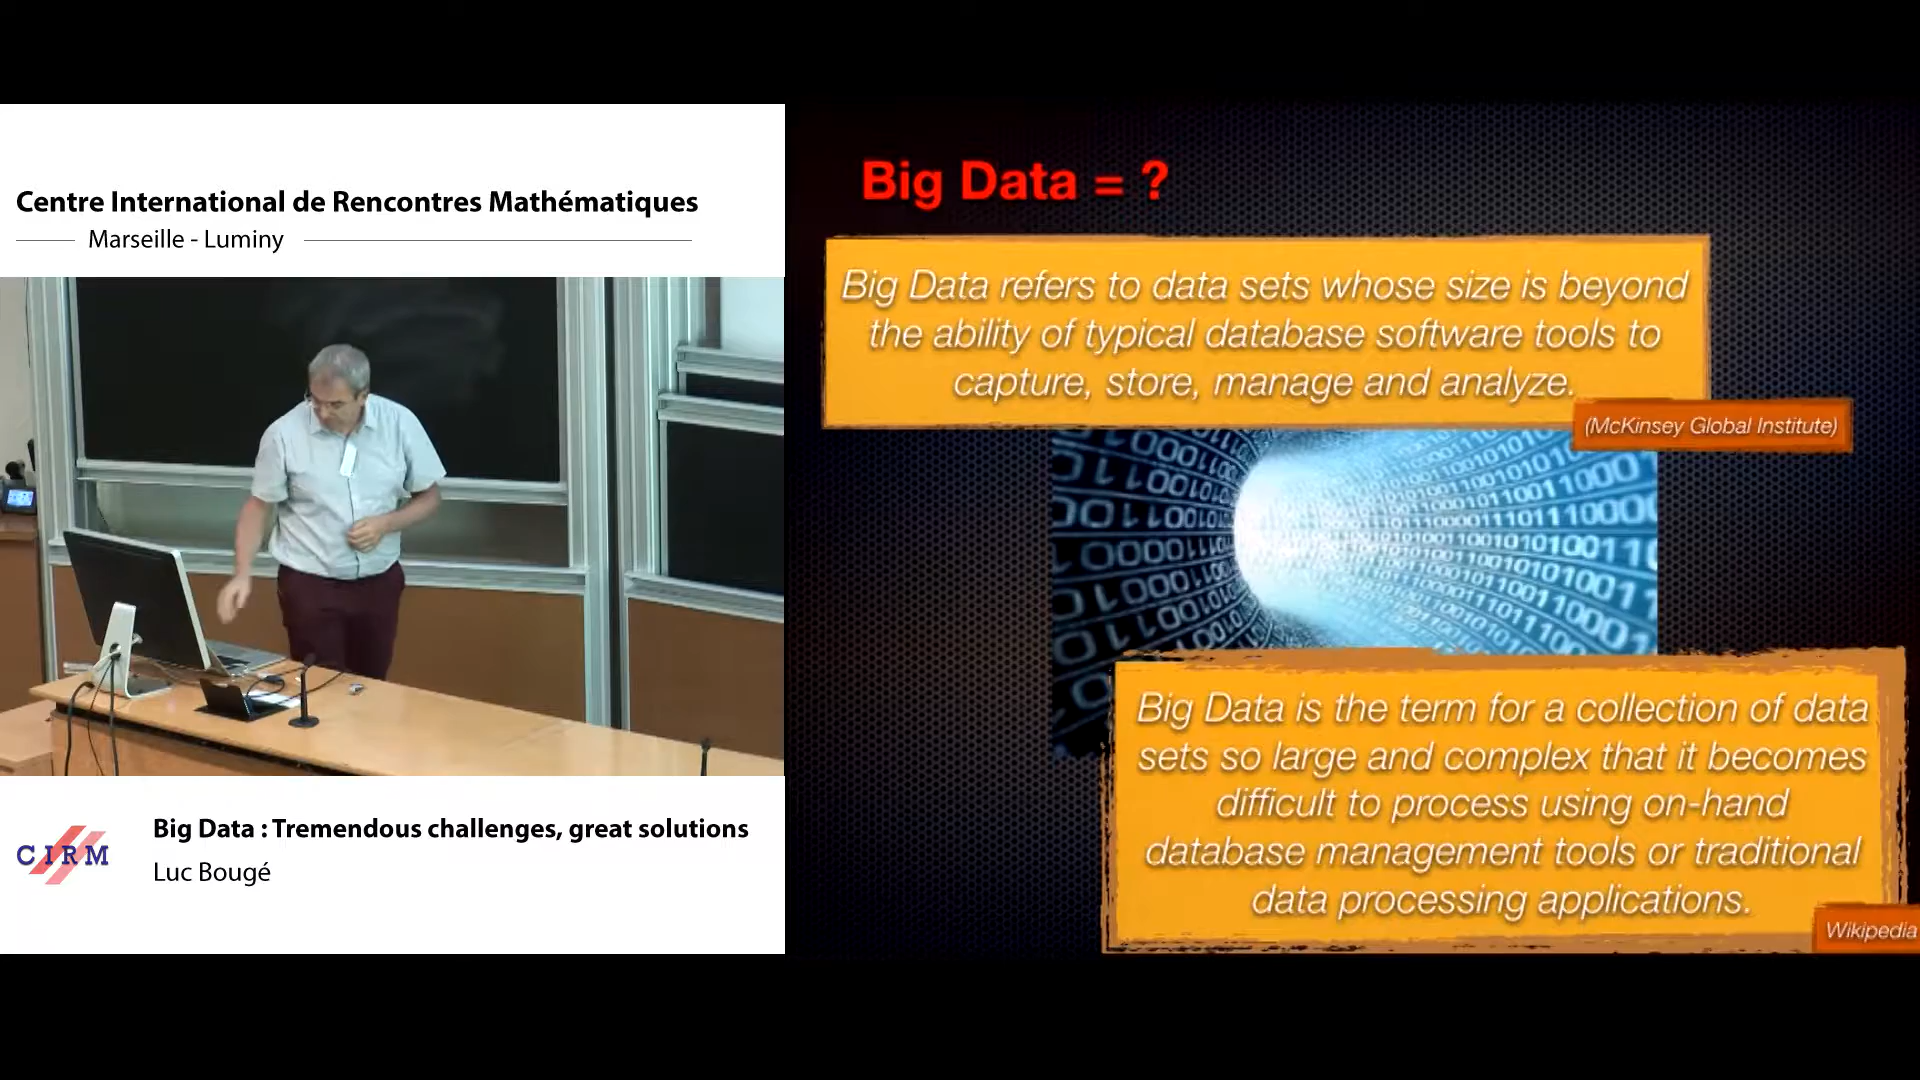 Centre International de Rencontres Mathématiques
Marseille - Luminy
CIRM
Big Data : Tremendous challenges, great solutions
Luc Bougé
Big Data = ?
Big Data refers to data sets whose size is beyond
the ability of typical database software tools to
capture, store, manage and analyze.
(McKinsey Global Institute)
Big Data is the term for a collection of data
sets so large and complex that it becomes
difficult to process using on-hand
database management tools or traditional
data processing applications.
Wikipedia